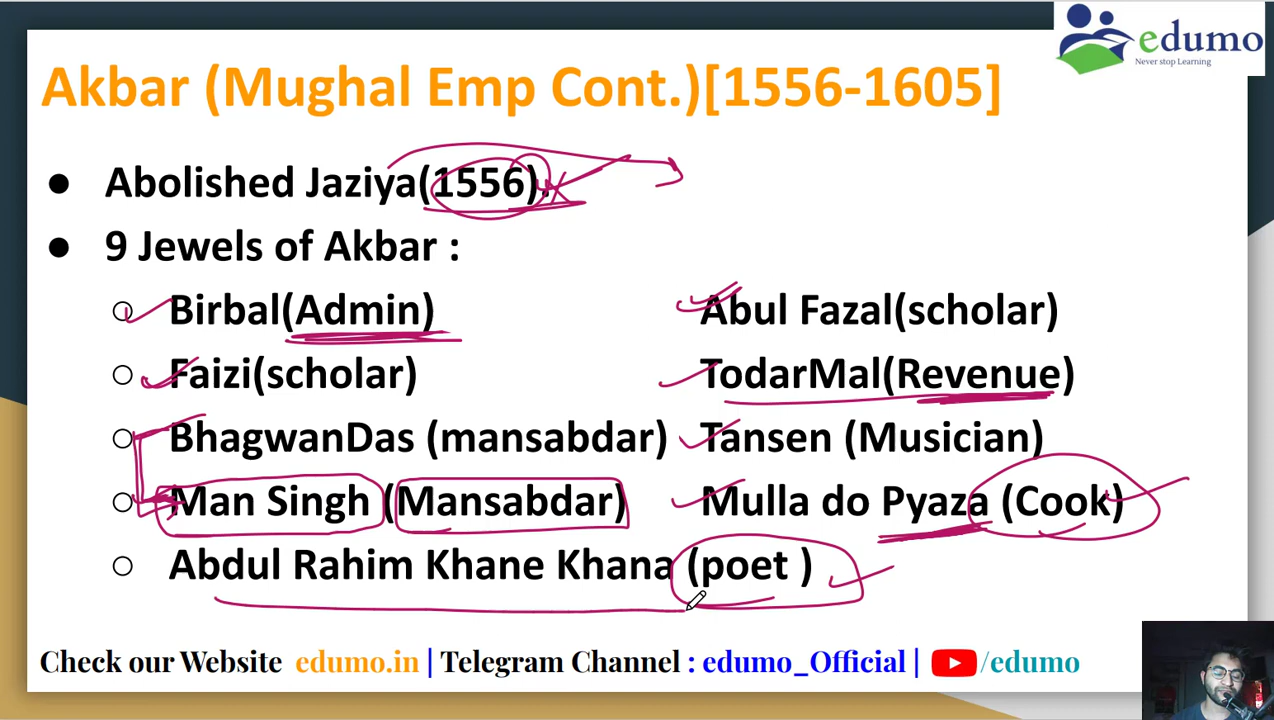 edumo
Never stop Learning
Akbar (Mughal Emp Cont.)[1556-1605]
● Abolished Jaziya(1556).
● 9 Jewels of Akbar :
○ Birbal(Admin) Abul Fazal(scholar)
○ Faizi(scholar) TodarMal(Revenue)
○ BhagwanDas (mansabdar) Tansen (Musician)
○ Man Singh (Mansabdar) Mulla do Pyaza (Cook)
○ Abdul Rahim Khane Khana (poet )
Check our Website edumo.in | Telegram Channel : edumo_Official | /edumo